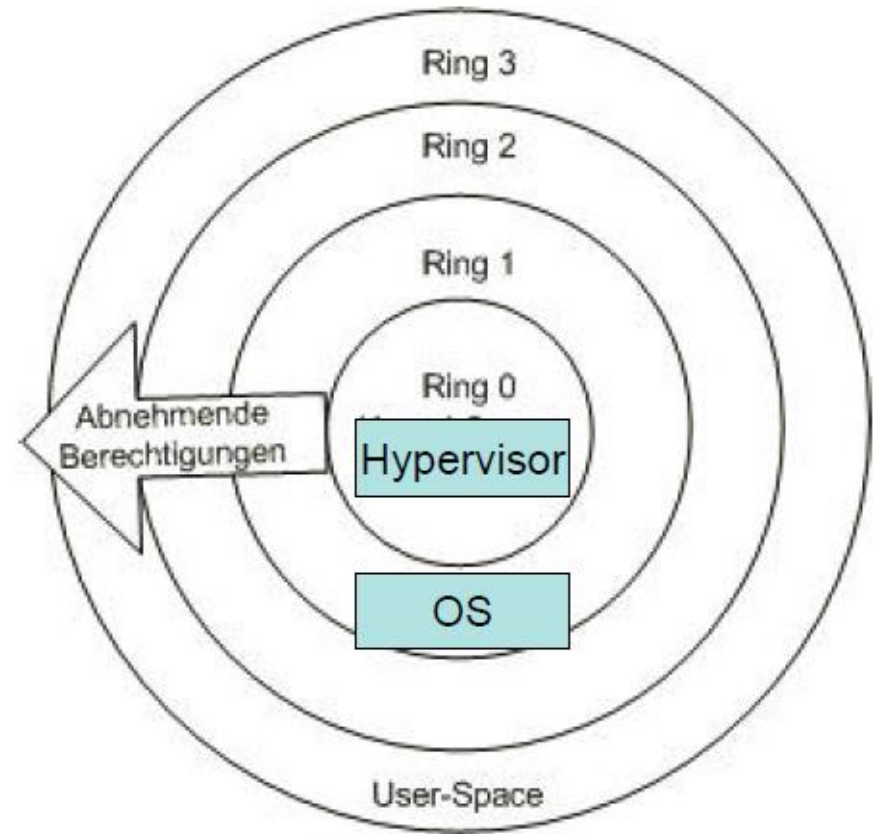 Ring 3
Ring 2
Ring 1
Ring 0
Abnehmende
Berechtigungen
Hypervisor
OS
User-Space